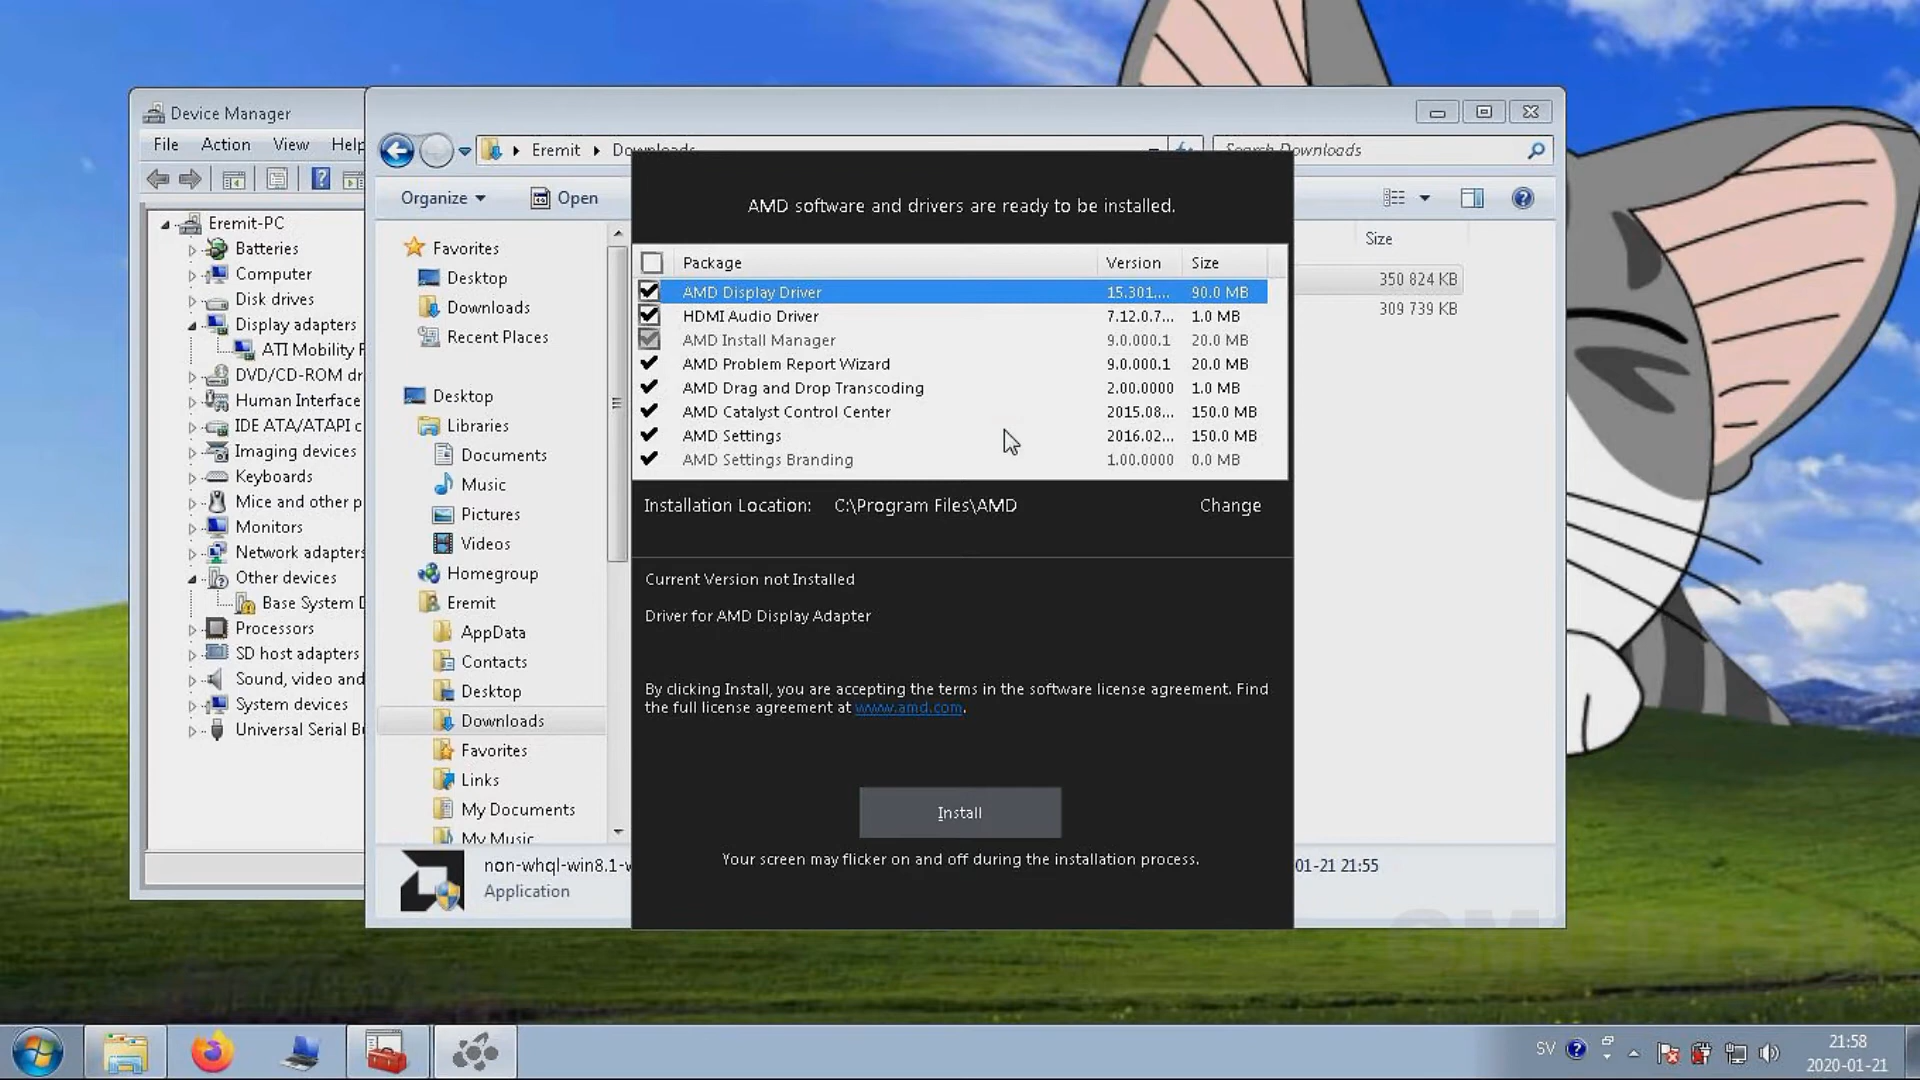 Device Manager
File Action View Help
Eremit-PC
Batteries
Computer
Disk drives
Display adapters
ATI Mobility
DVD/CD-ROM
Human Interface
IDE ATA/ATAPI
Imaging devices
Keyboards
Mice and other
Monitors
Network adapters
Other devices
Base System
Processors
SD host adapters
Sound, video and
System devices
Universal Serial
Eremit Downloads
Search Downloads
Organize Open
Favorites
Desktop
Downloads
Recent Places
Desktop
Libraries
Documents
Music
Pictures
Videos
Homegroup
Eremit
AppData
Contacts
Desktop
Downloads
Favorites
Links
My Documents
My Music
Size
350 824 KB
309 739 KB
non-whql-win8.1-
Application
01-21 21:55
AMD software and drivers are ready to be installed.
Package Version Size
AMD Display Driver 15.301.... 90.0 MB
HDMI Audio Driver 7.12.0.7... 1.0 MB
AMD Install Manager 9.0.000.1 20.0 MB
AMD Problem Report Wizard 9.0.000.1 20.0 MB
AMD Drag and Drop Transcoding 2.00.0000 1.0 MB
AMD Catalyst Control Center 2015.08... 150.0 MB
AMD Settings 2016.02... 150.0 MB
AMD Settings Branding 1.00.0000 0.0 MB
Installation Location: C:\Program Files\AMD Change
Current Version not Installed
Driver for AMD Display Adapter
By clicking Install, you are accepting the terms in the software license agreement. Find
the full license agreement at www.amd.com.
Install
Your screen may flicker on and off during the installation process.
SV
21:58
2020-01-21